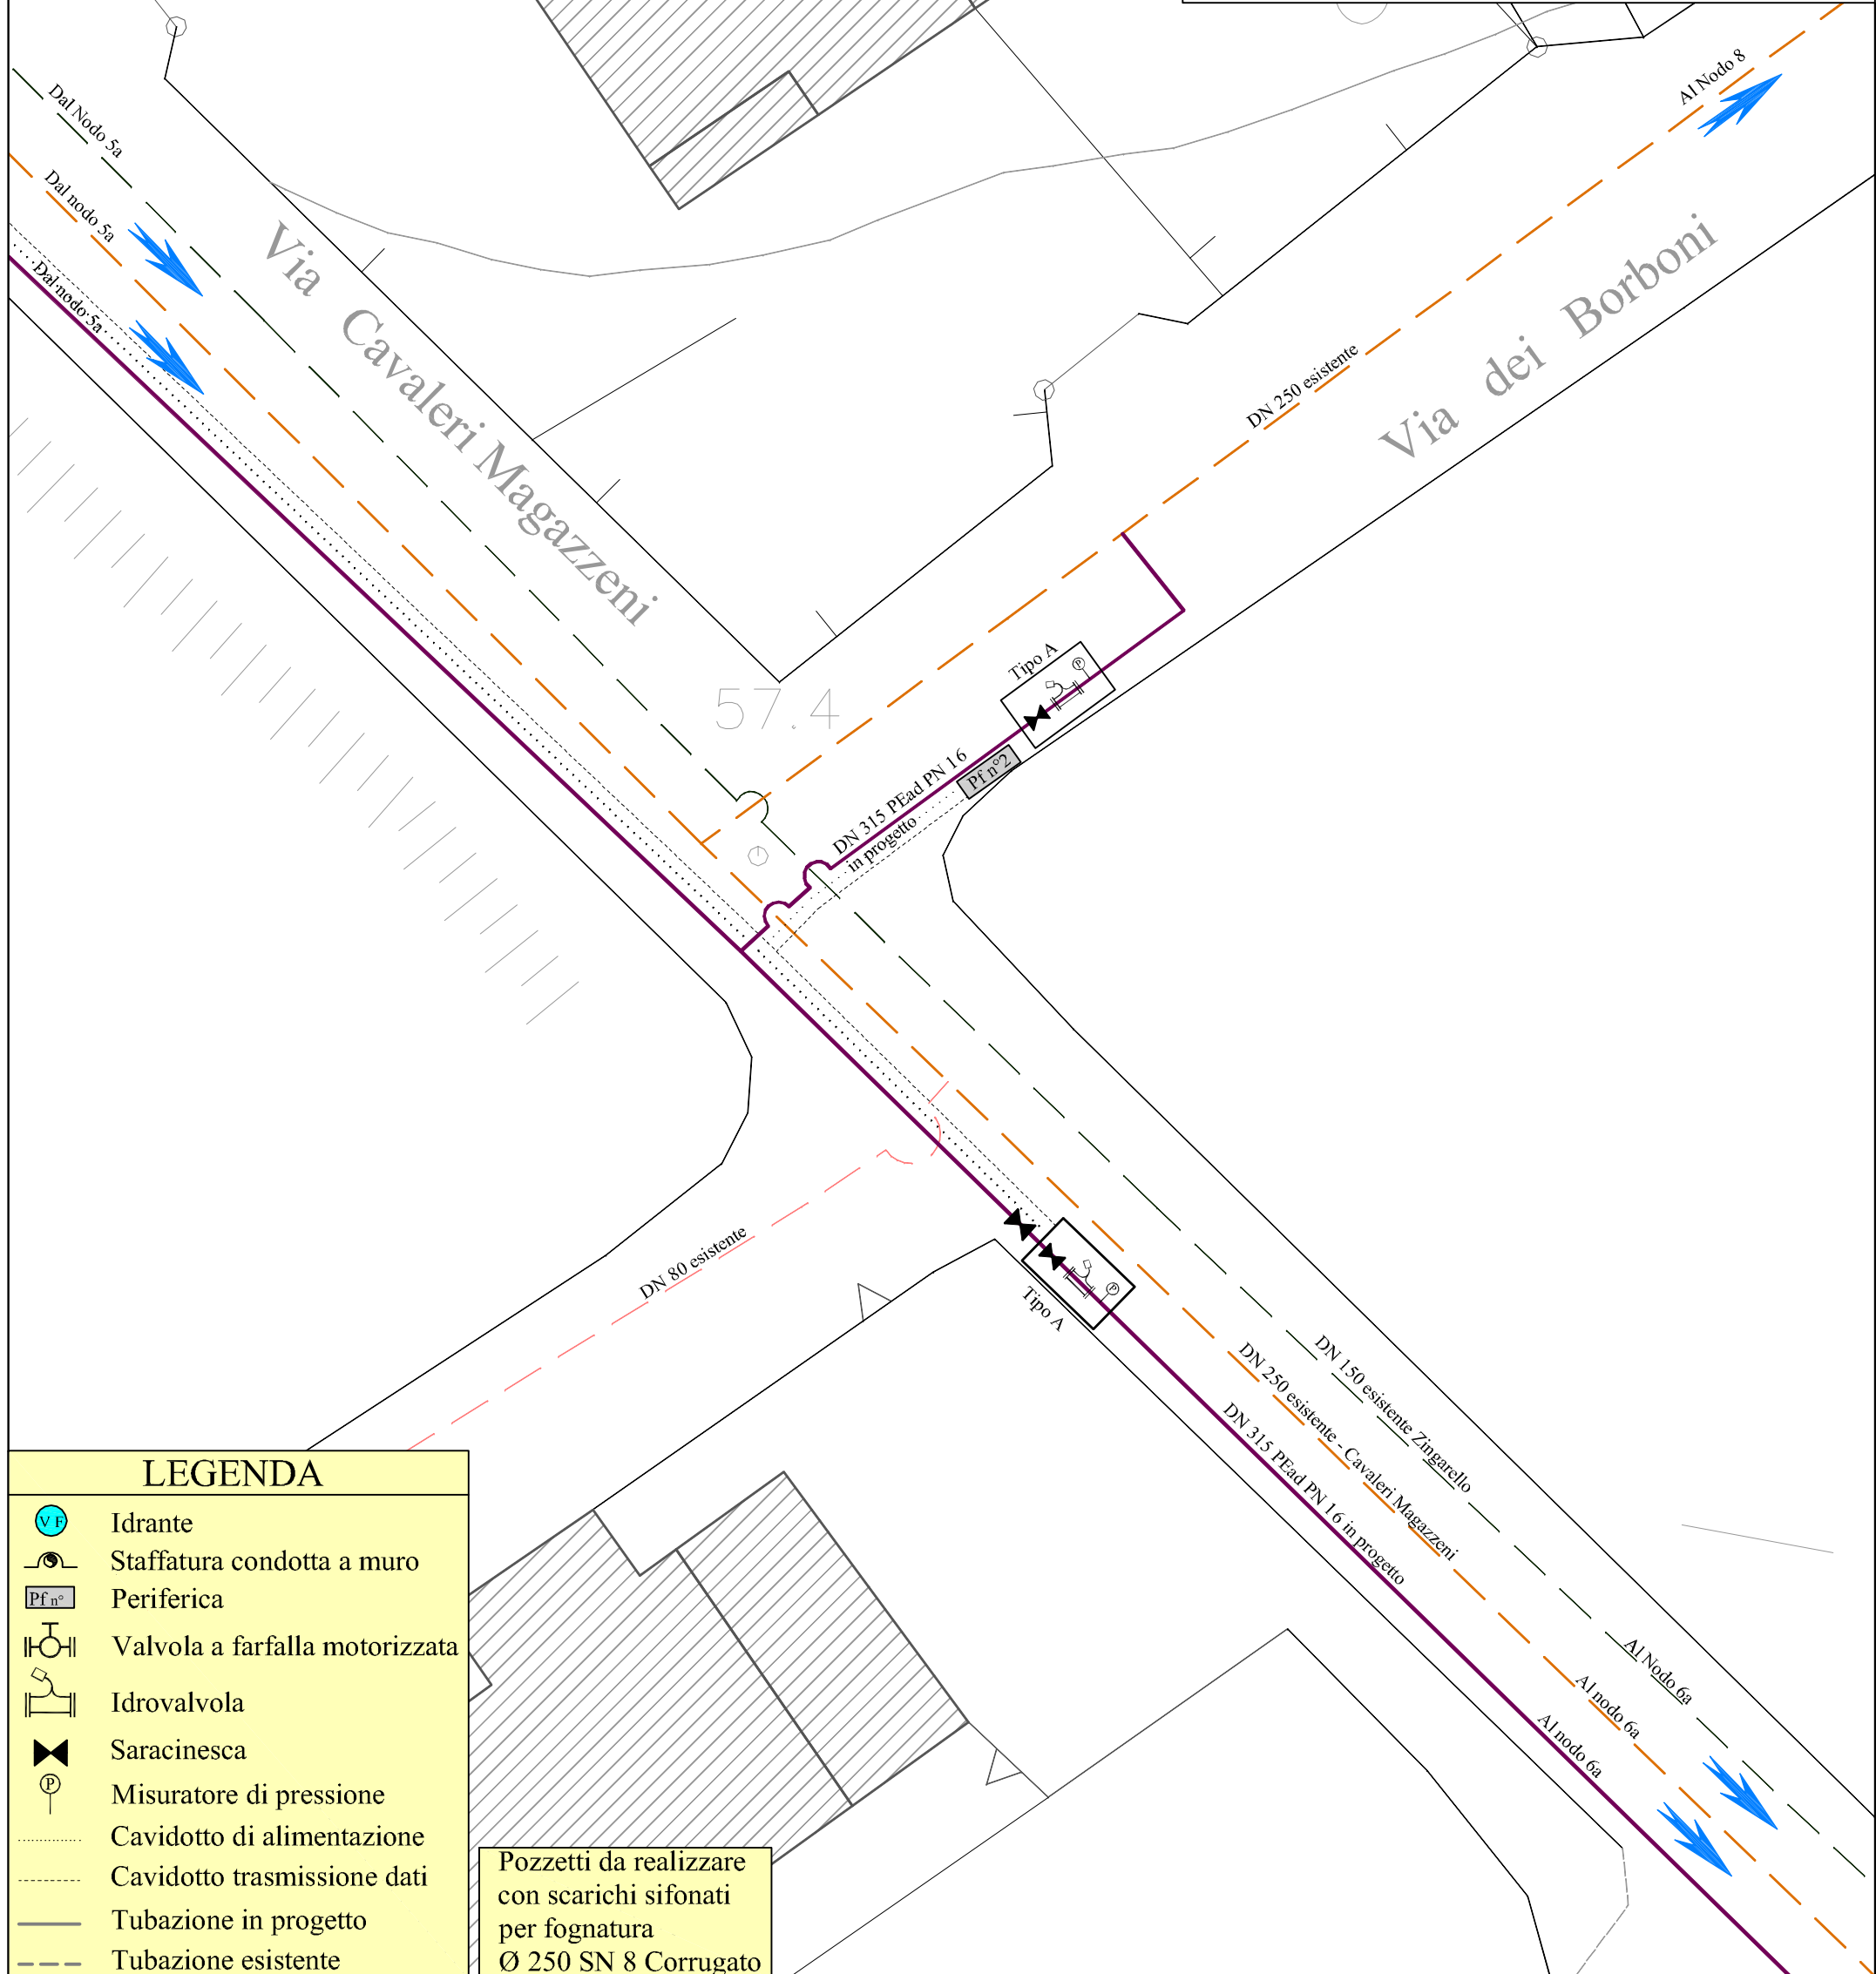 Dal Nodo 5a
Dal nodo 5a
Dal nodo 5a
Via Cavaleri Magazzeni
Al Nodo 8
DN 250 esistente
Via dei Borboni
57.4
Tipo A
P
Pf n°2
DN 315 PEad PN 16
in progetto
DN 80 esistente
P
Tipo A
DN 150 esistente Zingarello
DN 250 esistente - Cavaleri Magazzeni
DN 315 PEad PN 16 in progetto
Al Nodo 6a
Al nodo 6a
Al nodo 6a
LEGENDA
V F Idrante
Staffatura condotta a muro
Pf n° Periferica
Valvola a farfalla motorizzata
Idrovalvola
Saracinesca
P Misuratore di pressione
Cavidotto di alimentazione
Cavidotto trasmissione dati
Tubazione in progetto
Tubazione esistente
Pozzetti da realizzare
con scarichi sifonati
per fognatura
Ø 250 SN 8 Corrugato